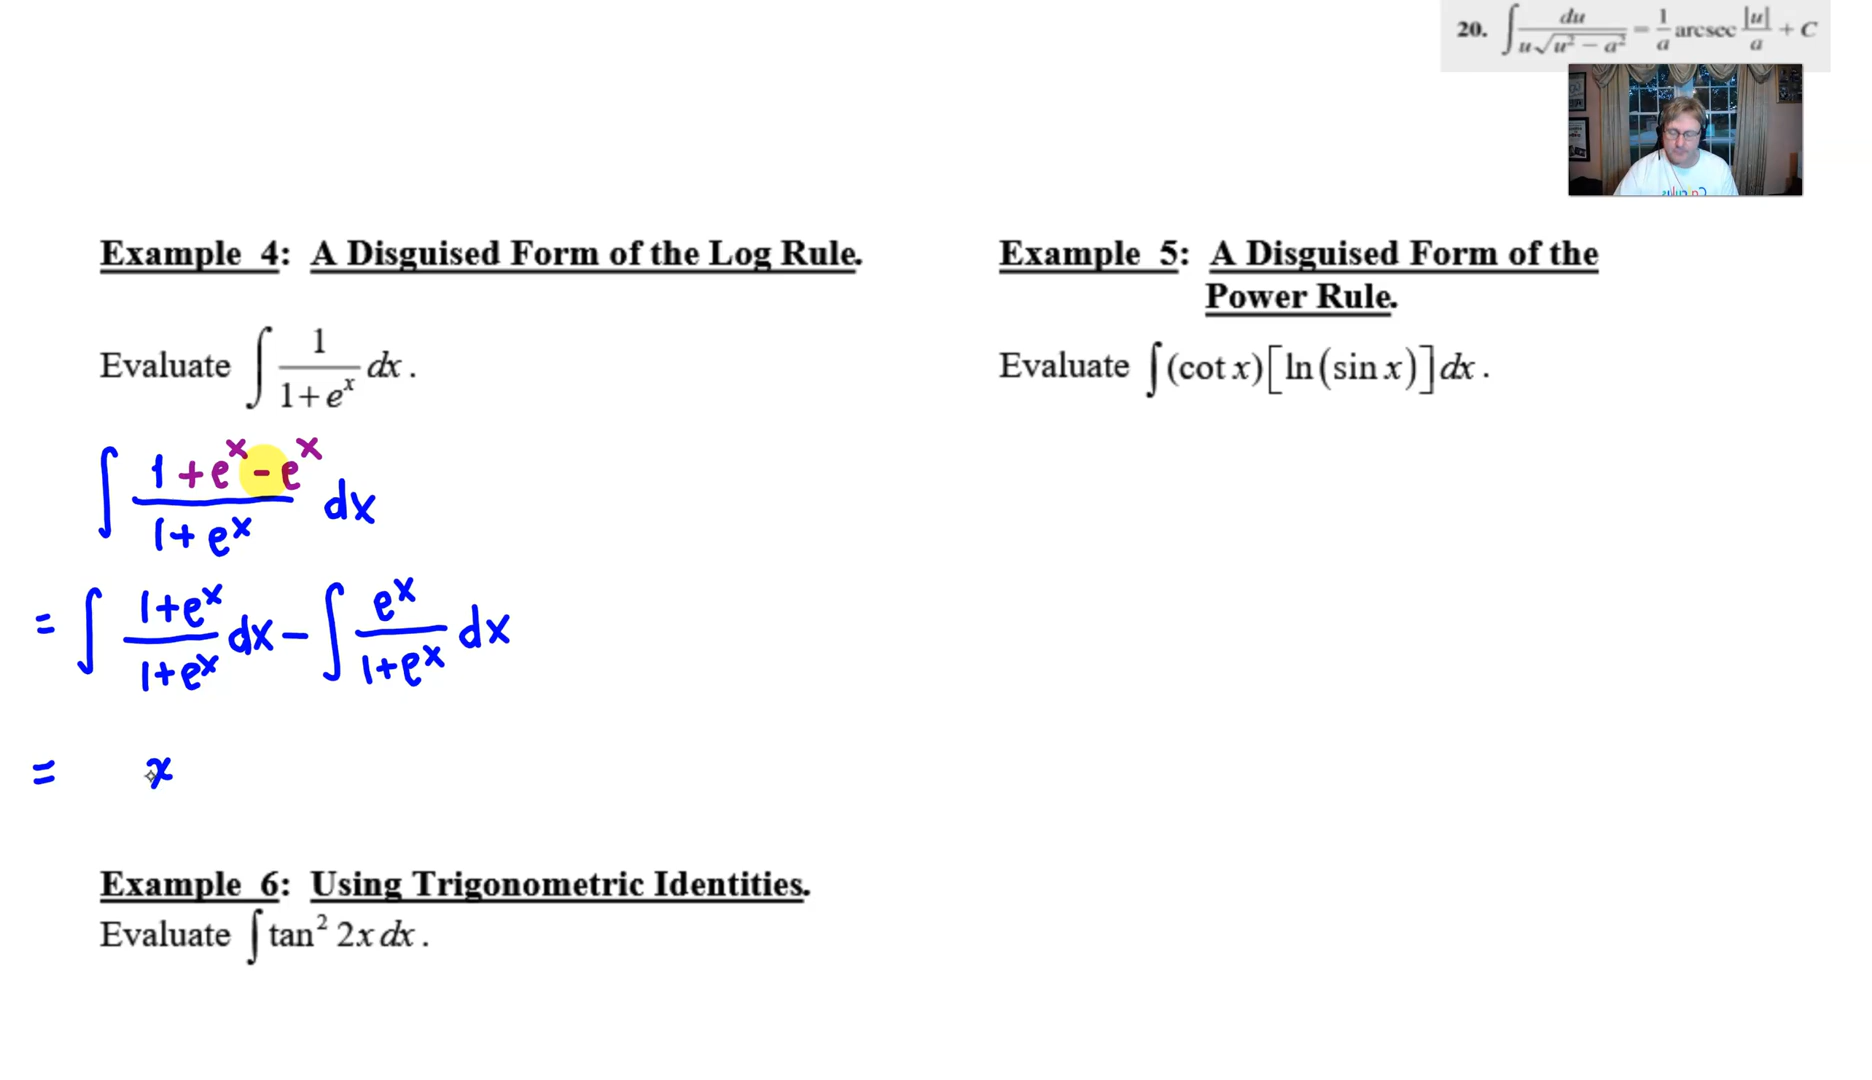 20. ∫ du / (u√(u² − a²)) = 1/a arcsec |u|/a + C
Example 4: A Disguised Form of the Log Rule.
Evaluate ∫ 1/(1+e^x) dx .
∫ (1 + e^x − e^x)/(1 + e^x) dx
= ∫ (1+e^x)/(1+e^x) dx − ∫ e^x/(1+e^x) dx
= x
Example 5: A Disguised Form of the
Power Rule.
Evaluate ∫(cot x)[ln(sin x)]dx .
Example 6: Using Trigonometric Identities.
Evaluate ∫tan² 2x dx .